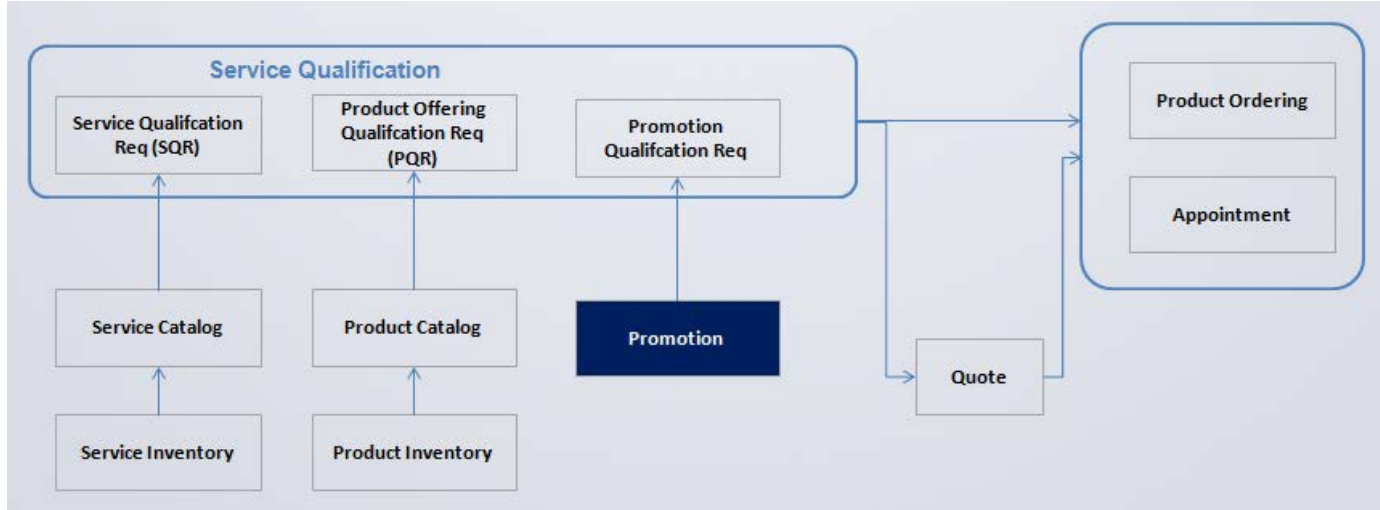 Service Qualification
Service Qualifcation
Req (SQR)
Product Offering
Qualifcation Req
(PQR)
Promotion
Qualifcation Req
Product Ordering
Appointment
Service Catalog
Product Catalog
Promotion
Quote
Service Inventory
Product Inventory